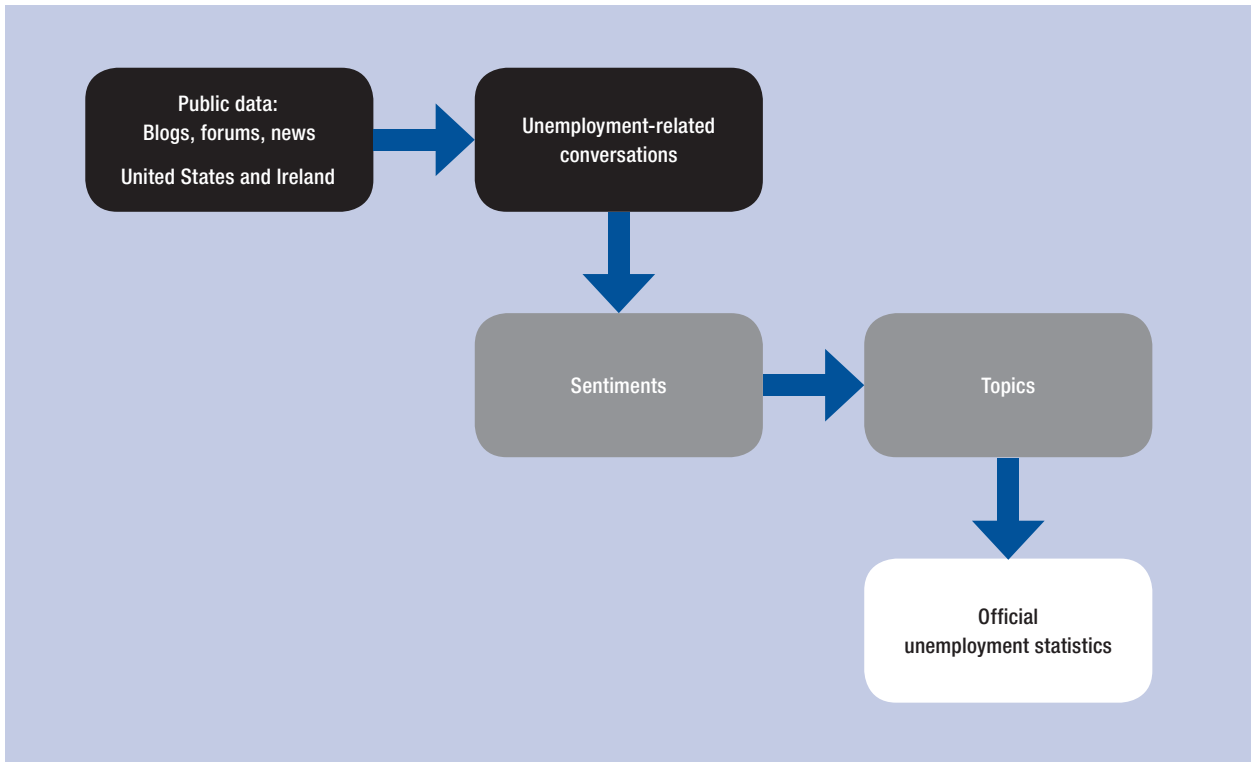 Public data:
Blogs, forums, news
United States and Ireland
Unemployment-related
conversations
Sentiments
Topics
Official
unemployment statistics